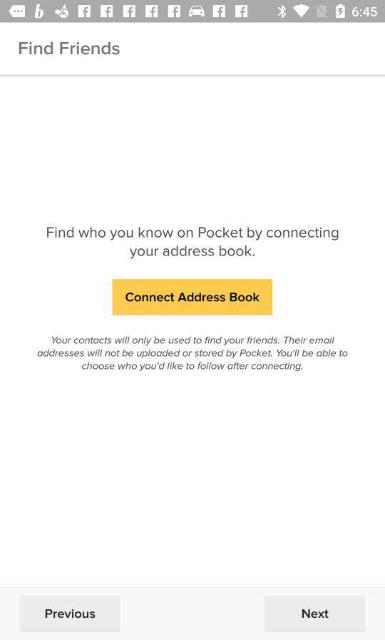 6:45
Find Friends
Find who you know on Pocket by connecting
your address book.
Connect Address Book
Your contacts will only be used to find your friends. Their email
addresses will not be uploaded or stored by Pocket. You'll be able to
choose who you'd like to follow after connecting.
Previous
Next